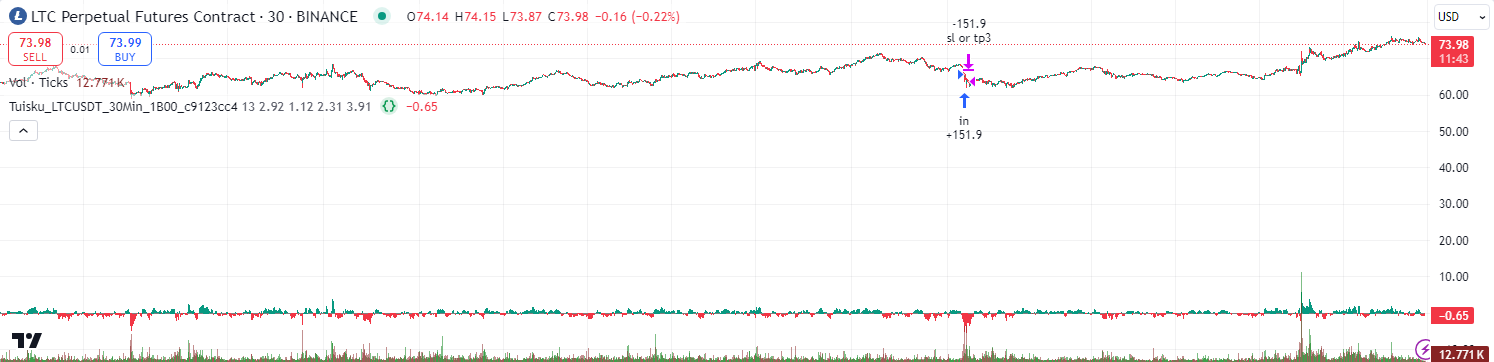 LTC Perpetual Futures Contract · 30 · BINANCE O74.14 H74.15 L73.87 C73.98 −0.16 (−0.22%)
USD
73.98 SELL
0.01
73.99 BUY
Vol · Ticks 12.771 K
Tuisku_LTCUSDT_30Min_1B00_c9123cc4 13 2.92 1.12 2.31 3.91 {} −0.65
-151.9
sl or tp3
in
+151.9
73.98
11:43
60.00
50.00
40.00
30.00
20.00
10.00
−0.65
12.771 K